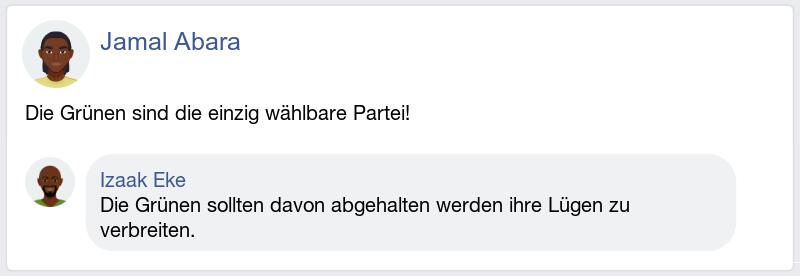 Jamal Abara
Die Grünen sind die einzig wählbare Partei!
Izaak Eke
Die Grünen sollten davon abgehalten werden ihre Lügen zu
verbreiten.